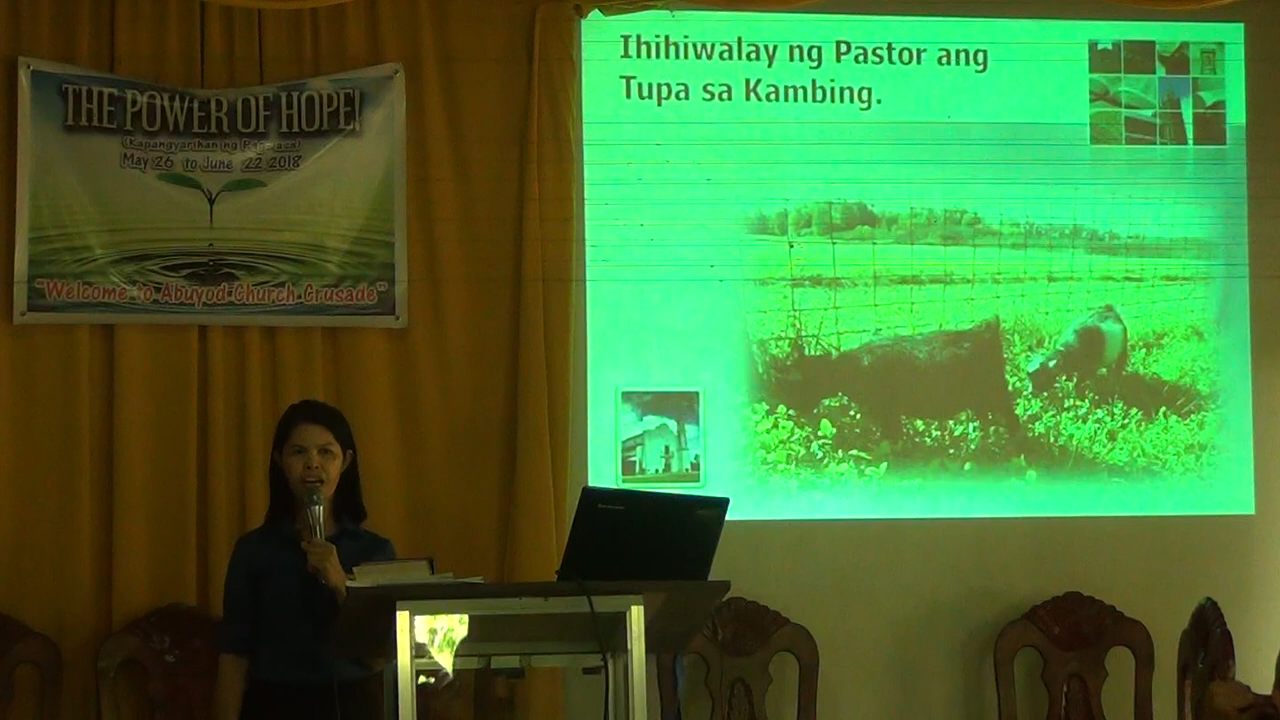 THE POWER OF HOPE!
(Kapangyarihan ng Pag-asa)
May 26 to June 22 2018
"Welcome to Abuyod Church Crusade"
Ihihiwalay ng Pastor ang
Tupa sa Kambing.